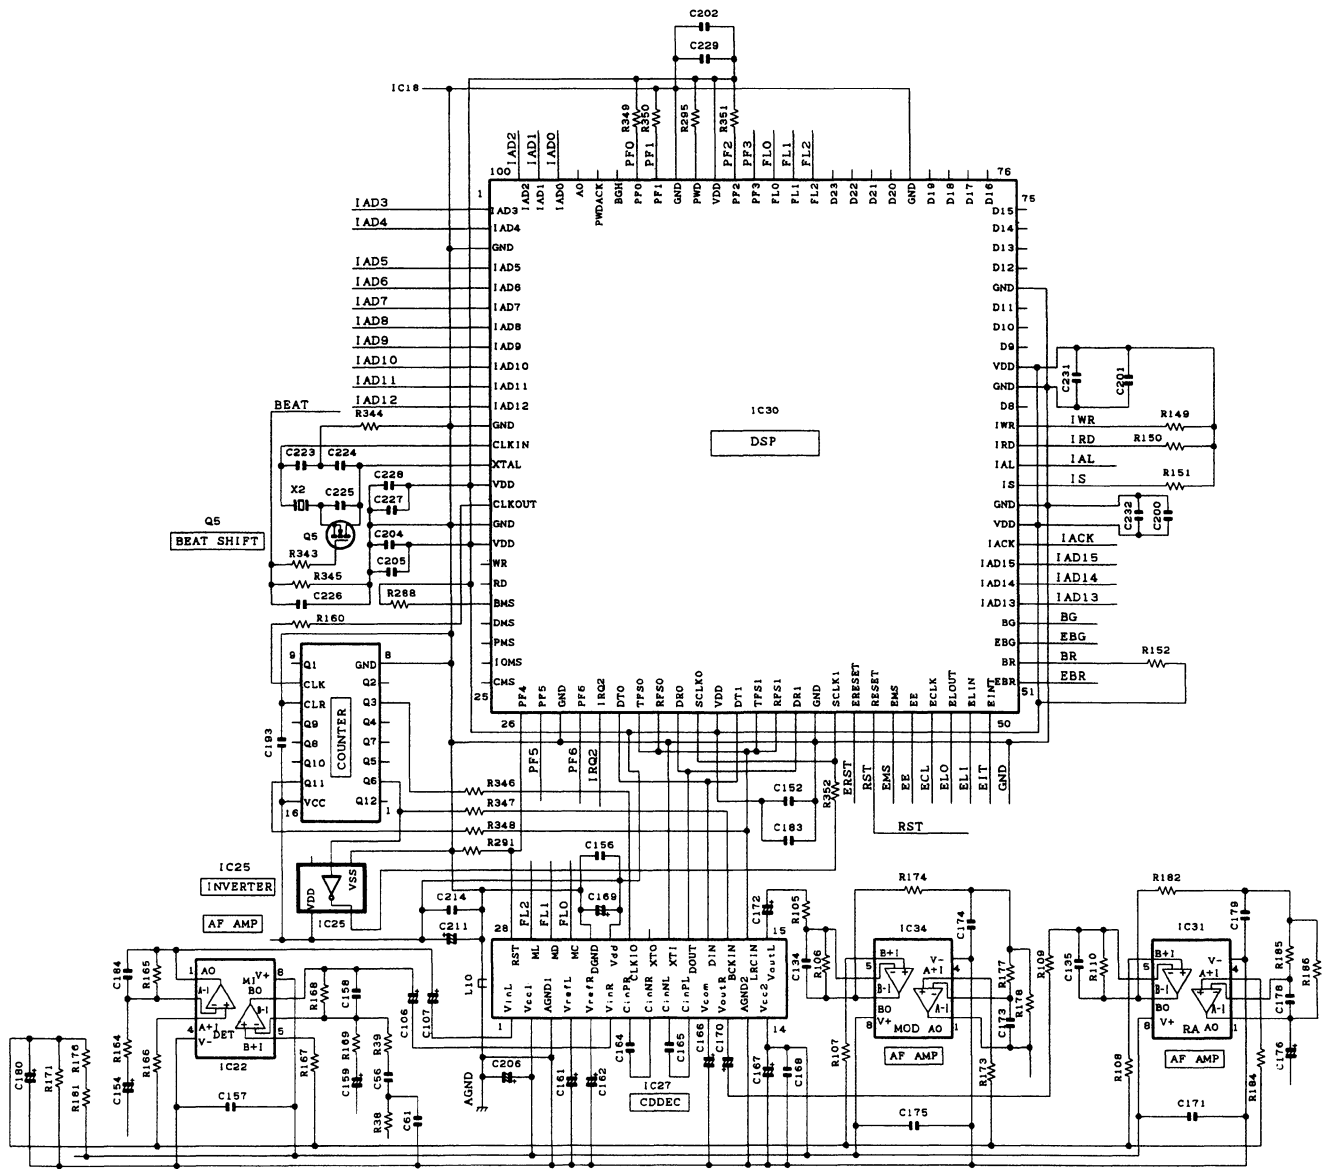 C202
C229
IC18
R349
R350
R295
R351
IAD2
IAD1
IAD0
PF0
PF1
PF2
PF3
FL0
FL1
FL2
100
76
1
75
IAD2
IAD1
IAD0
A0
PWDACK
BGH
PF0
PF1
GND
PWD
VDD
PF2
PF3
FL0
FL1
FL2
D23
D22
D21
D20
GND
D19
D18
D17
D16
IAD3
IAD4
IAD5
IAD6
IAD7
IAD8
IAD9
IAD10
IAD11
IAD12
IAD3
IAD4
GND
IAD5
IAD6
IAD7
IAD8
IAD9
IAD10
IAD11
IAD12
GND
CLKIN
XTAL
VDD
CLKOUT
GND
VDD
WR
RD
BMS
DMS
PMS
IOMS
CMS
25
IC30
DSP
D15
D14
D13
D12
GND
D11
D10
D9
VDD
GND
D8
IWR
IRD
IAL
IS
GND
VDD
IACK
IAD15
IAD14
IAD13
BG
EBG
BR
EBR
51
C231
C201
IWR
R149
IRD
R150
IAL
IS
R151
C232
C200
IACK
IAD15
IAD14
IAD13
BG
EBG
BR
R152
EBR
BEAT
R344
C223
C224
X2
C225
C228
C227
Q5
BEAT SHIFT
Q5
C204
R343
C205
R345
C226
R288
R160
26
50
PF4
PF5
GND
PF6
IRQ2
DT0
TFS0
RFS0
DR0
SCLK0
VDD
DT1
TFS1
RFS1
DR1
GND
SCLK1
ERESET
RESET
EMS
EE
ECLK
ELOUT
ELIN
EINT
PF5
PF6
IRQ2
R352
ERST
RST
EMS
EE
ECL
ELO
ELI
EIT
GND
RST
9
8
Q1
GND
CLK
Q2
CLR
Q3
Q9
Q4
Q8
Q7
Q10
Q5
Q11
Q6
VCC
Q12
16
1
COUNTER
C193
R346
R347
R348
R291
C152
C183
C156
C169
IC25
INVERTER
VDD
VSS
IC25
C214
C211
FL2
FL1
FL0
C172
R105
28
15
RST
ML
MD
MC
DGND
Vdd
CLKIO
XTO
XTI
DOUT
DIN
BCKIN
LRCIN
VoutL
VinL
Vcc1
AGND1
VrefL
VrefR
VinR
CinPR
CinNR
CinNL
CinPL
Vcom
VoutR
AGND2
Vcc2
1
14
L10
AF AMP
C184
R165
1
AO
V+
8
M1
BO
A-I
B-I
4
A+I
DET
5
V-
B+I
IC22
R168
C158
C106
C107
R164
C154
R166
R167
R169
C159
R39
C56
R38
C61
C180
R171
R176
R181
C157
AGND
C206
C161
C162
C164
C165
IC27
CDDEC
C166
C170
C167
C168
C134
R106
R174
C174
IC34
B+I
V-
5
A+I
4
B-I
A-I
BO
V+
8
MOD
AO
1
AF AMP
R177
C173
R178
R107
R173
C175
R109
C135
R110
R182
C179
IC31
B+I
V-
5
A+I
4
B-I
A-I
BO
V+
8
RA
AO
1
AF AMP
R185
R186
C178
C176
R108
R184
C171